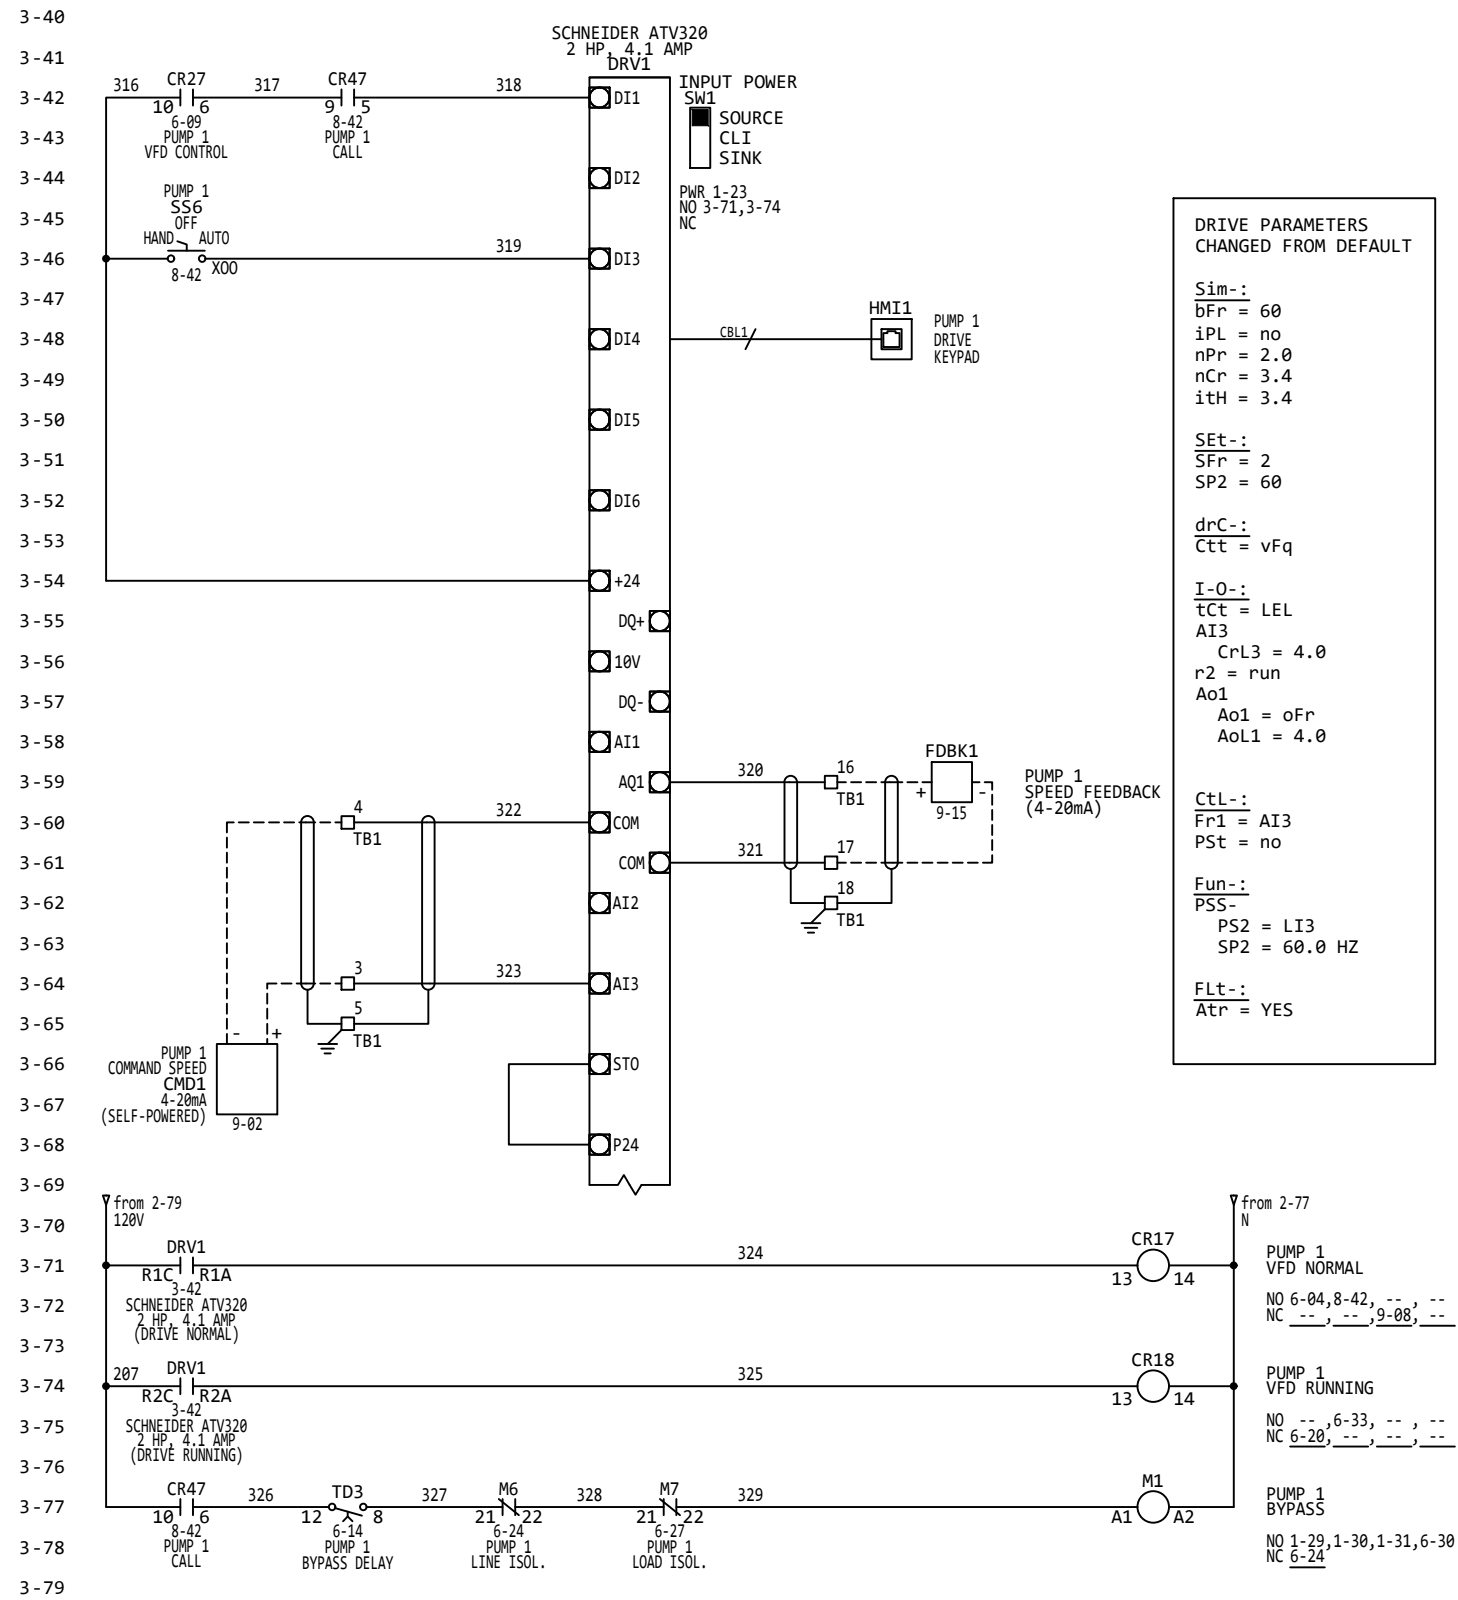 3-40
SCHNEIDER ATV320
2 HP, 4.1 AMP
DRV1
3-41
INPUT POWER
SW1
3-42
316
CR27
317
CR47
318
DI1
10 6
9 5
SOURCE
6-09
8-42
PUMP 1
VFD CONTROL
PUMP 1
CALL
3-43
CLI
SINK
3-44
DI2
PWR 1-23
NO 3-71,3-74
NC
PUMP 1
SS6
OFF
HAND AUTO
3-45
3-46
319
DI3
8-42
XOO
3-47
3-48
DI4
CBL1
HMI1
PUMP 1
DRIVE
KEYPAD
3-49
3-50
DI5
3-51
3-52
DI6
3-53
3-54
+24
3-55
DQ+
3-56
10V
3-57
DQ-
3-58
AI1
3-59
AQ1
320
16
TB1
FDBK1
+ -
9-15
PUMP 1
SPEED FEEDBACK
(4-20mA)
3-60
4
TB1
322
COM
3-61
COM
321
17
3-62
AI2
18
TB1
3-63
3-64
3
323
AI3
3-65
5
TB1
- +
3-66
PUMP 1
COMMAND SPEED
CMD1
4-20mA
(SELF-POWERED)
9-02
STO
3-67
3-68
P24
3-69
DRIVE PARAMETERS
CHANGED FROM DEFAULT
Sim-:
bFr = 60
iPL = no
nPr = 2.0
nCr = 3.4
itH = 3.4
SEt-:
SFr = 2
SP2 = 60
drC-:
Ctt = vFq
I-O-:
tCt = LEL
AI3
CrL3 = 4.0
r2 = run
Ao1
Ao1 = oFr
AoL1 = 4.0
CtL-:
Fr1 = AI3
PSt = no
Fun-:
PSS-
PS2 = LI3
SP2 = 60.0 HZ
FLt-:
Atr = YES
from 2-79
120V
from 2-77
N
3-70
3-71
DRV1
R1C R1A
3-42
SCHNEIDER ATV320
2 HP, 4.1 AMP
(DRIVE NORMAL)
324
CR17
13 14
PUMP 1
VFD NORMAL
3-72
NO 6-04,8-42, -- , --
NC -- , -- ,9-08, --
3-73
3-74
207
DRV1
R2C R2A
3-42
SCHNEIDER ATV320
2 HP, 4.1 AMP
(DRIVE RUNNING)
325
CR18
13 14
PUMP 1
VFD RUNNING
3-75
NO -- ,6-33, -- , --
NC 6-20, -- , -- , --
3-76
3-77
CR47
10 6
8-42
PUMP 1
CALL
326
TD3
12 8
6-14
PUMP 1
BYPASS DELAY
327
M6
21 22
6-24
PUMP 1
LINE ISOL.
328
M7
21 22
6-27
PUMP 1
LOAD ISOL.
329
M1
A1 A2
PUMP 1
BYPASS
3-78
NO 1-29,1-30,1-31,6-30
NC 6-24
3-79